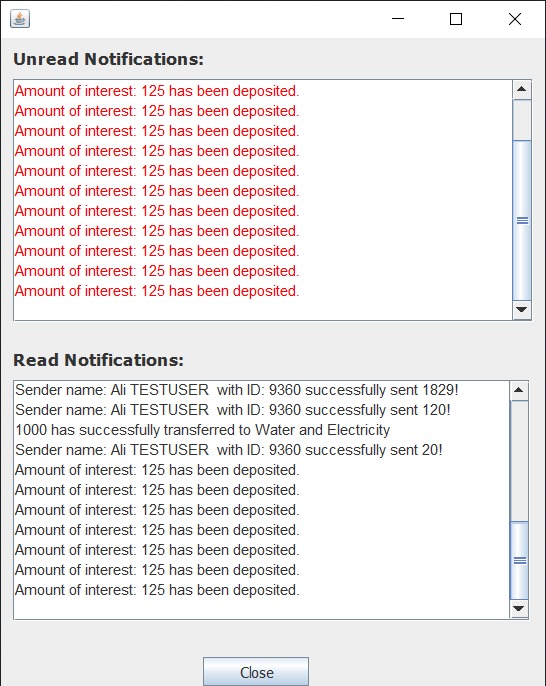 Unread Notifications:
Amount of interest: 125 has been deposited.
Amount of interest: 125 has been deposited.
Amount of interest: 125 has been deposited.
Amount of interest: 125 has been deposited.
Amount of interest: 125 has been deposited.
Amount of interest: 125 has been deposited.
Amount of interest: 125 has been deposited.
Amount of interest: 125 has been deposited.
Amount of interest: 125 has been deposited.
Amount of interest: 125 has been deposited.
Amount of interest: 125 has been deposited.
Read Notifications:
Sender name: Ali TESTUSER  with ID: 9360 successfully sent 1829!
Sender name: Ali TESTUSER  with ID: 9360 successfully sent 120!
1000 has successfully transferred to Water and Electricity
Sender name: Ali TESTUSER  with ID: 9360 successfully sent 20!
Amount of interest: 125 has been deposited.
Amount of interest: 125 has been deposited.
Amount of interest: 125 has been deposited.
Amount of interest: 125 has been deposited.
Amount of interest: 125 has been deposited.
Amount of interest: 125 has been deposited.
Amount of interest: 125 has been deposited.
Close